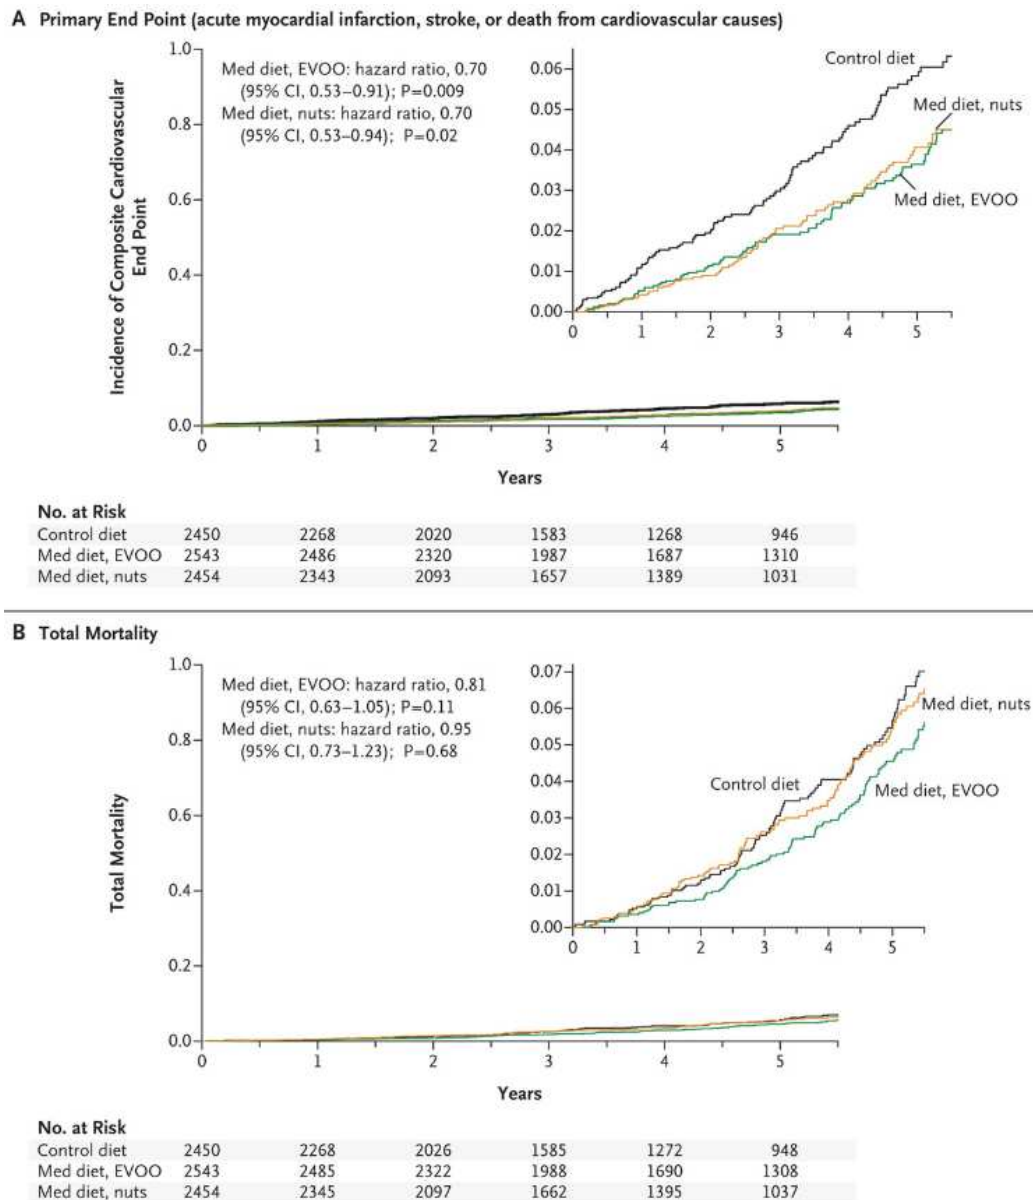 A Primary End Point (acute myocardial infarction, stroke, or death from cardiovascular causes)
Incidence of Composite Cardiovascular
End Point
1.0
0.8
0.6
0.4
0.2
0.0
0 1 2 3 4 5
Years
Med diet, EVOO: hazard ratio, 0.70
(95% CI, 0.53–0.91); P=0.009
Med diet, nuts: hazard ratio, 0.70
(95% CI, 0.53–0.94); P=0.02
0.06
0.05
0.04
0.03
0.02
0.01
0.00
0 1 2 3 4 5
Control diet
Med diet, nuts
Med diet, EVOO
No. at Risk
Control diet 2450 2268 2020 1583 1268 946
Med diet, EVOO 2543 2486 2320 1987 1687 1310
Med diet, nuts 2454 2343 2093 1657 1389 1031
B Total Mortality
Total Mortality
1.0
0.8
0.6
0.4
0.2
0.0
0 1 2 3 4 5
Years
Med diet, EVOO: hazard ratio, 0.81
(95% CI, 0.63–1.05); P=0.11
Med diet, nuts: hazard ratio, 0.95
(95% CI, 0.73–1.23); P=0.68
0.07
0.06
0.05
0.04
0.03
0.02
0.01
0.00
0 1 2 3 4 5
Med diet, nuts
Control diet
Med diet, EVOO
No. at Risk
Control diet 2450 2268 2026 1585 1272 948
Med diet, EVOO 2543 2485 2322 1988 1690 1308
Med diet, nuts 2454 2345 2097 1662 1395 1037